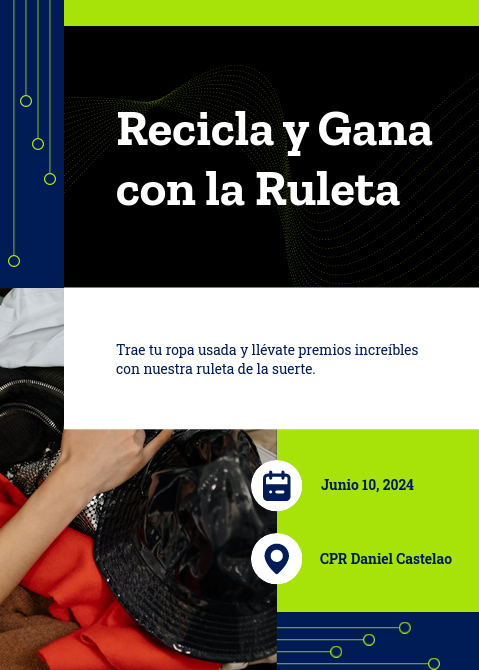 Recicla y Gana
con la Ruleta
Trae tu ropa usada y llévate premios increíbles
con nuestra ruleta de la suerte.
Junio 10, 2024
CPR Daniel Castelao